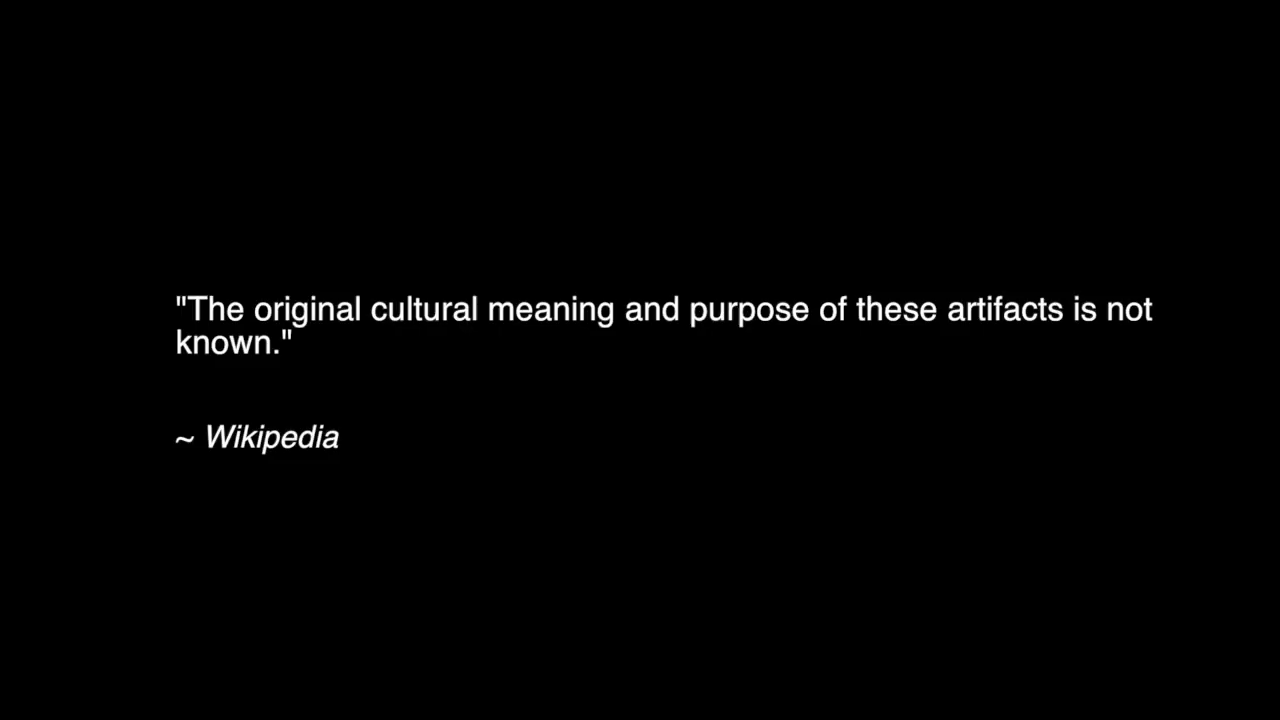 "The original cultural meaning and purpose of these artifacts is not
known."
~ Wikipedia